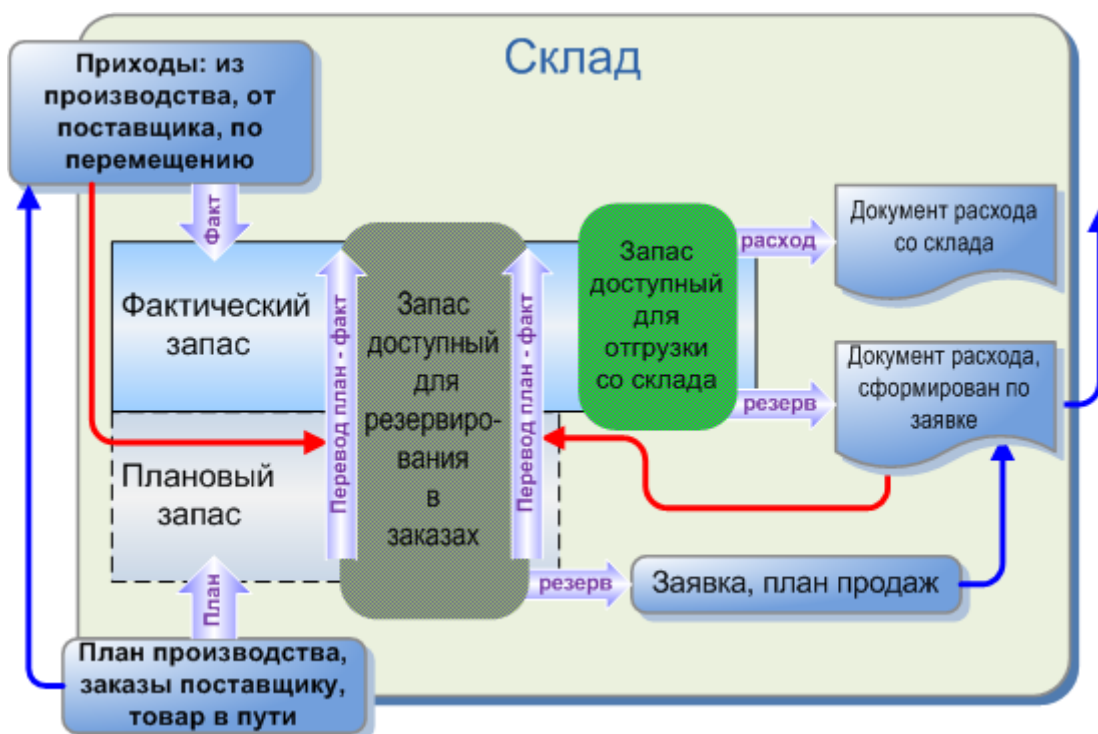 Склад
Приходы: из
производства, от
поставщика, по
перемещению
факт
Фактический
запас
Плановый
запас
План
План производства,
заказы поставщику,
товар в пути
Перевод план - факт
Запас
доступный
для
резервиро-
вания
в
заказах
Перевод план - факт
Запас
доступный
для
отгрузки
со склада
расход
Документ расхода
со склада
резерв
Документ расхода,
сформирован по
заявке
резерв
Заявка, план продаж